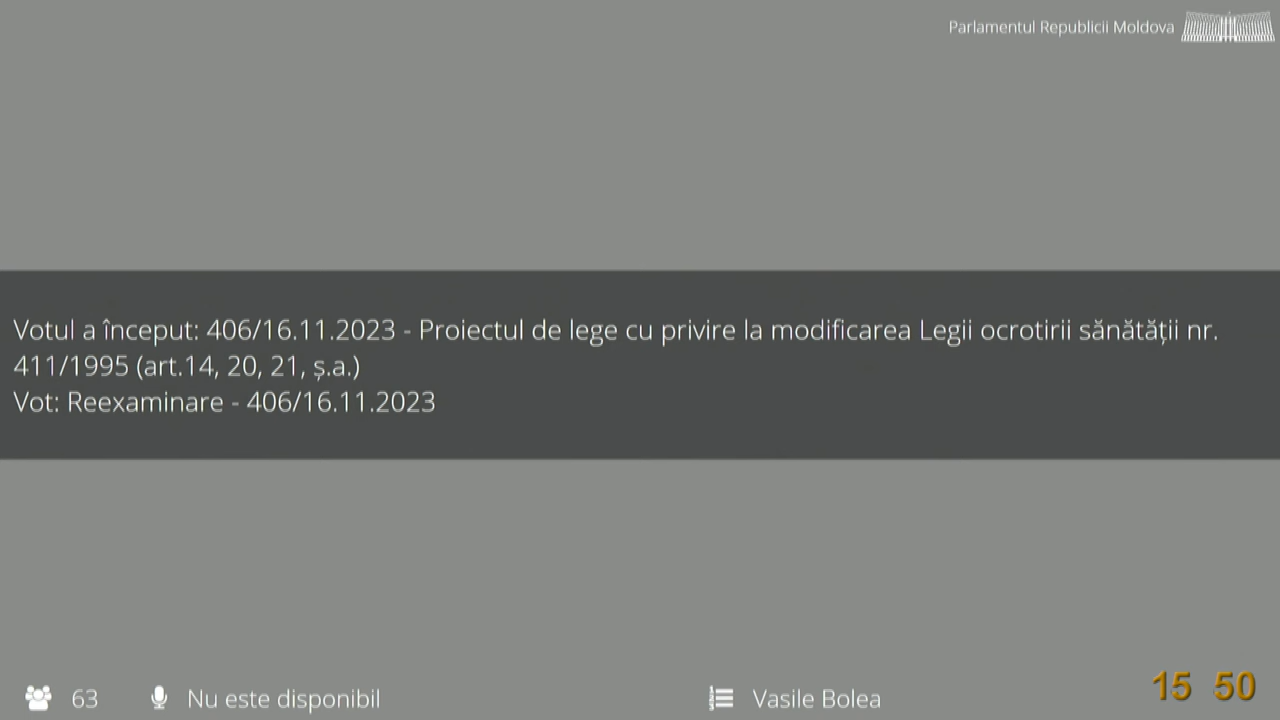 Parlamentul Republicii Moldova
Votul a început: 406/16.11.2023 - Proiectul de lege cu privire la modificarea Legii ocrotirii sănătății nr.
411/1995 (art.14, 20, 21, ș.a.)
Vot: Reexaminare - 406/16.11.2023
63 Nu este disponibil Vasile Bolea 15 50